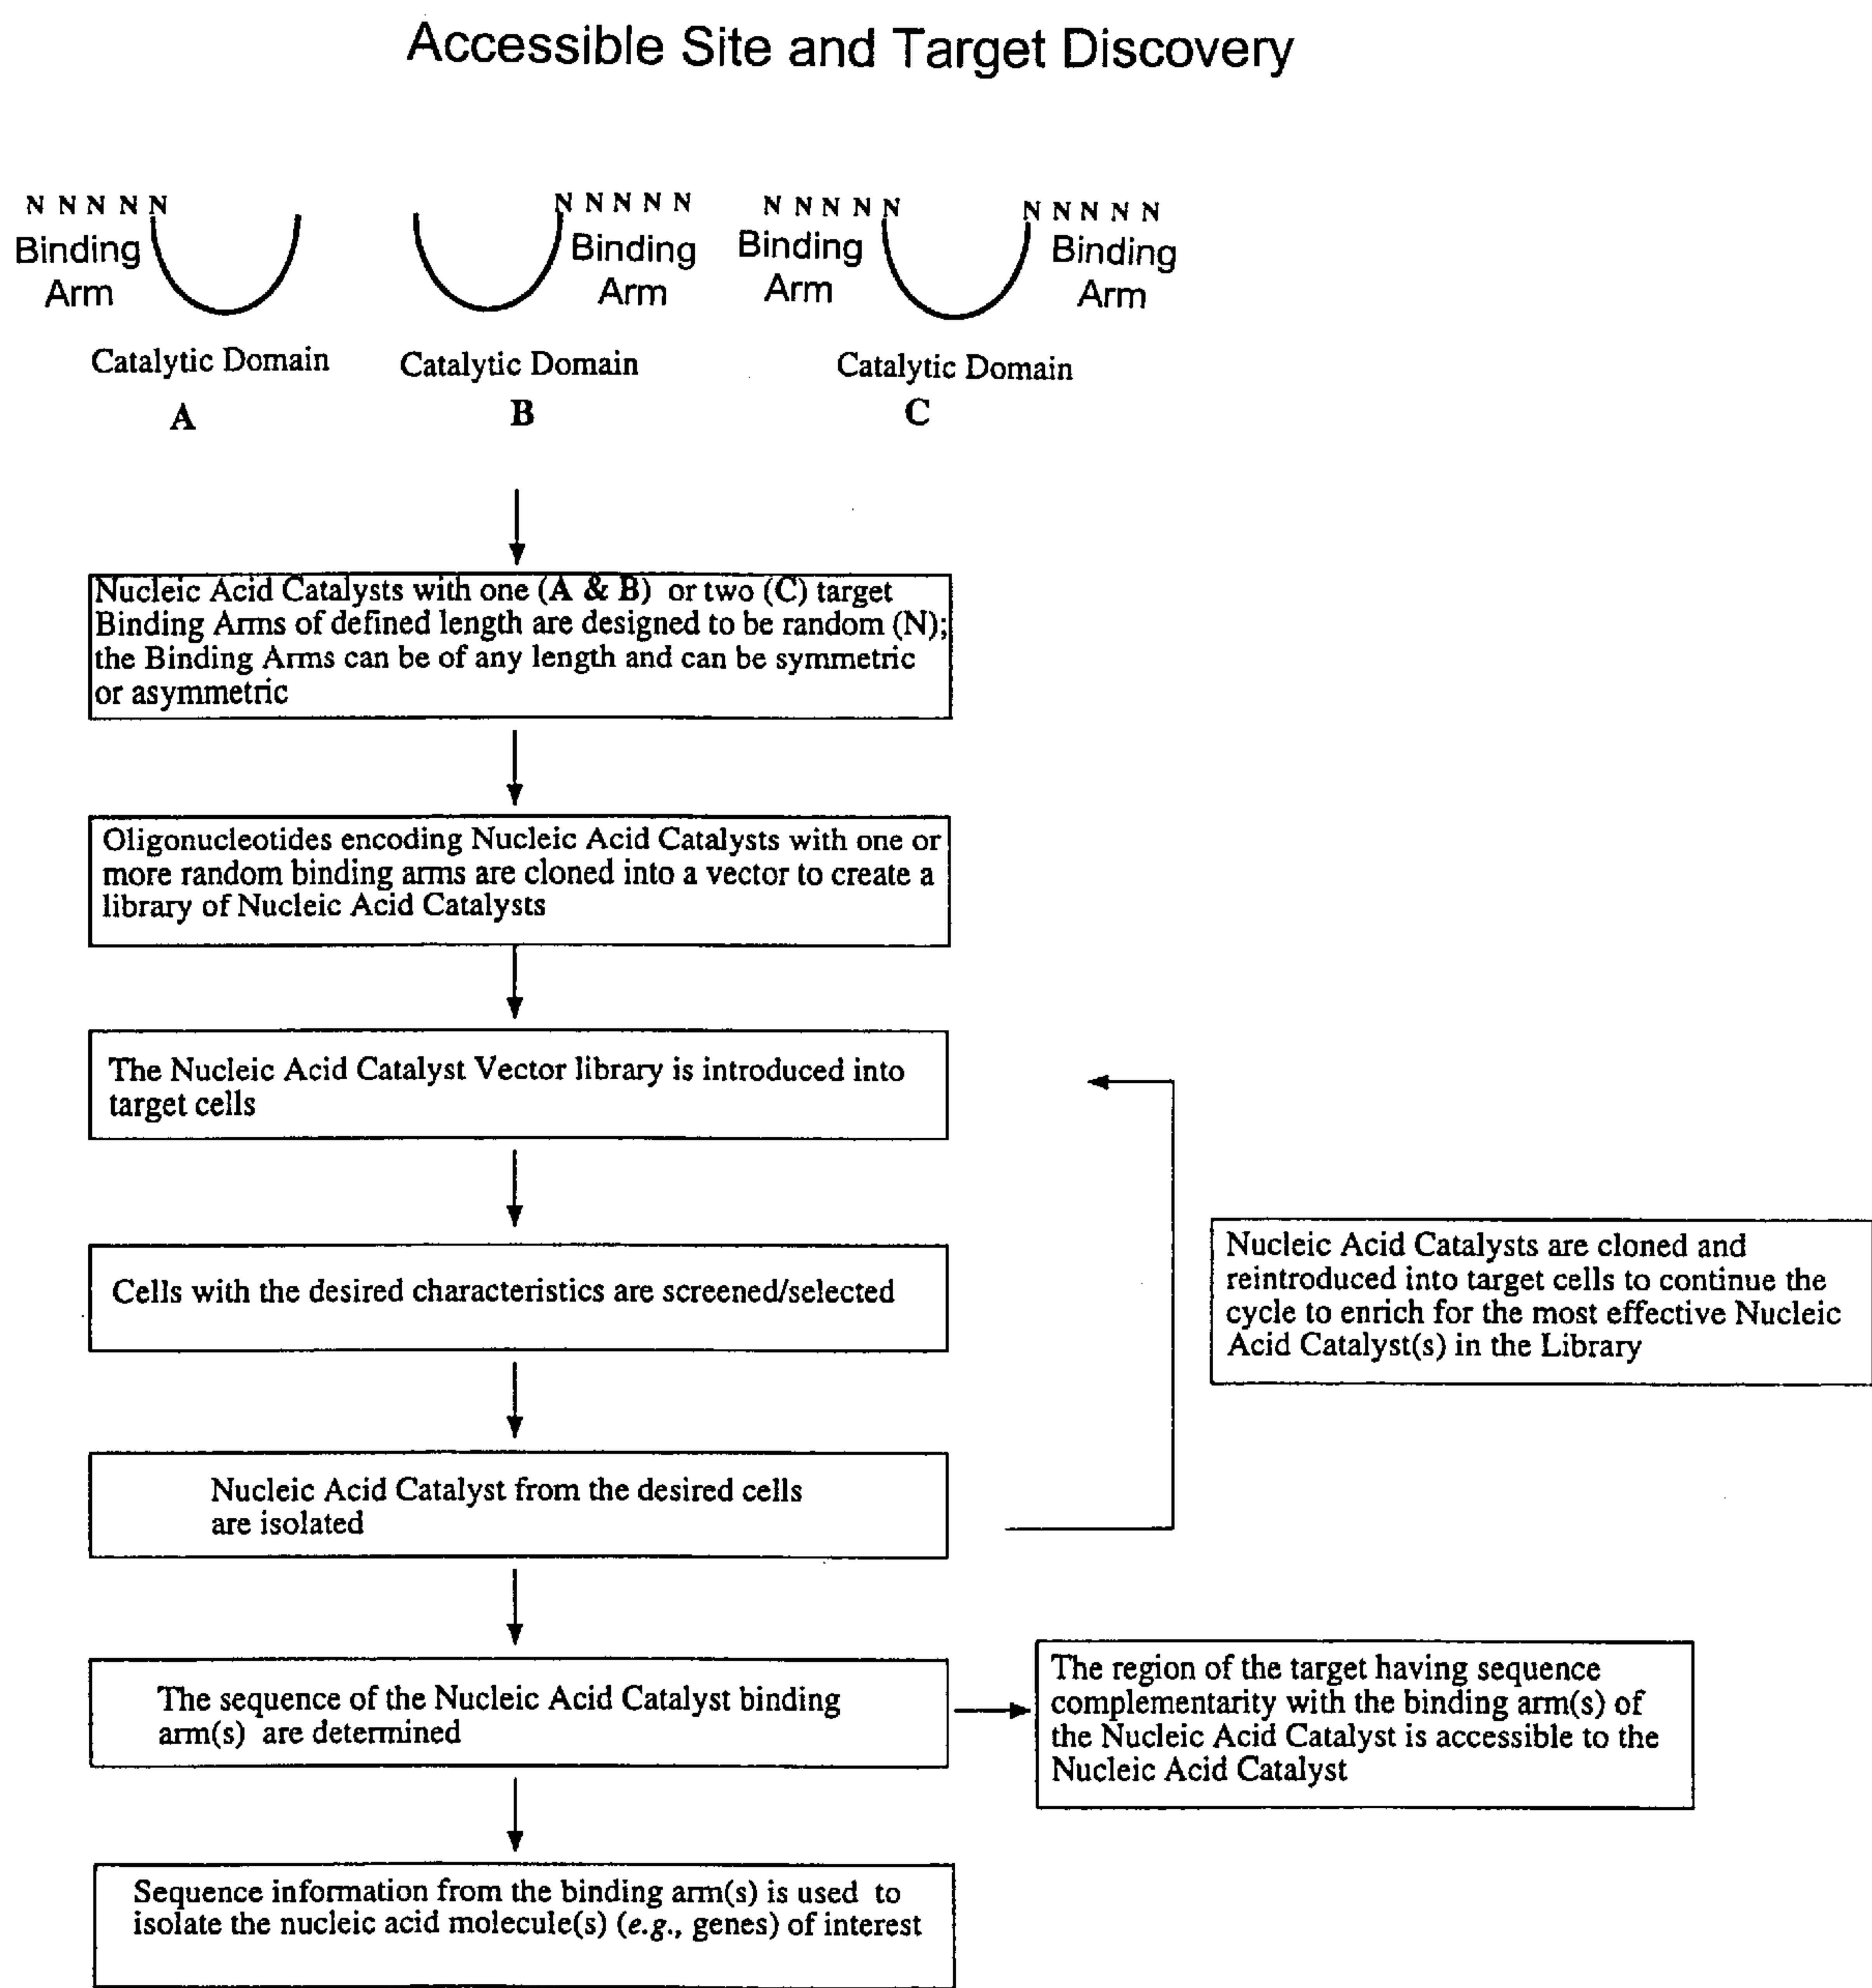 Accessible Site and Target Discovery
N N N N N
Binding
Arm
Catalytic Domain
A
N N N N N
Binding
Arm
Catalytic Domain
B
N N N N N
Binding
Arm
N N N N N
Binding
Arm
Catalytic Domain
C
Nucleic Acid Catalysts with one (A & B) or two (C) target
Binding Arms of defined length are designed to be random (N);
the Binding Arms can be of any length and can be symmetric
or asymmetric
Oligonucleotides encoding Nucleic Acid Catalysts with one or
more random binding arms are cloned into a vector to create a
library of Nucleic Acid Catalysts
The Nucleic Acid Catalyst Vector library is introduced into
target cells
Cells with the desired characteristics are screened/selected
Nucleic Acid Catalysts are cloned and
reintroduced into target cells to continue the
cycle to enrich for the most effective Nucleic
Acid Catalyst(s) in the Library
Nucleic Acid Catalyst from the desired cells
are isolated
The sequence of the Nucleic Acid Catalyst binding
arm(s) are determined
The region of the target having sequence
complementarity with the binding arm(s) of
the Nucleic Acid Catalyst is accessible to the
Nucleic Acid Catalyst
Sequence information from the binding arm(s) is used to
isolate the nucleic acid molecule(s) (e.g., genes) of interest